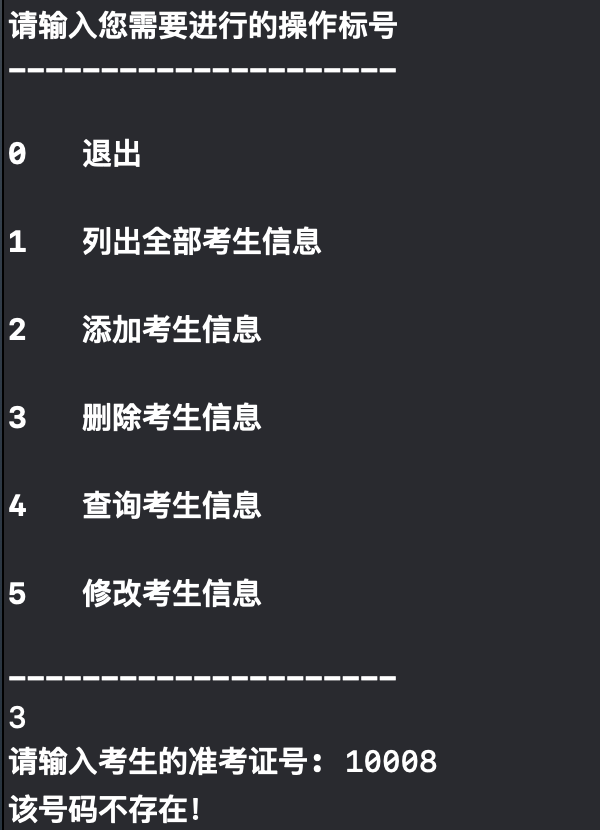 请输入您需要进行的操作标号
----------------------
0   退出
1   列出全部考生信息
2   添加考生信息
3   删除考生信息
4   查询考生信息
5   修改考生信息
----------------------
3
请输入考生的准考证号: 10008
该号码不存在!